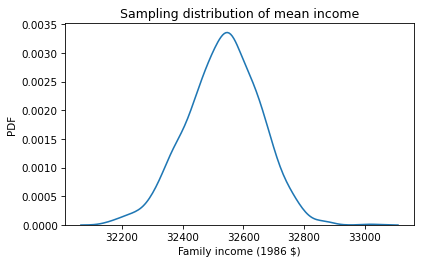 Sampling distribution of mean income
0.0035
0.0030
0.0025
0.0020
0.0015
0.0010
0.0005
0.0000
PDF
32200 32400 32600 32800 33000
Family income (1986 $)